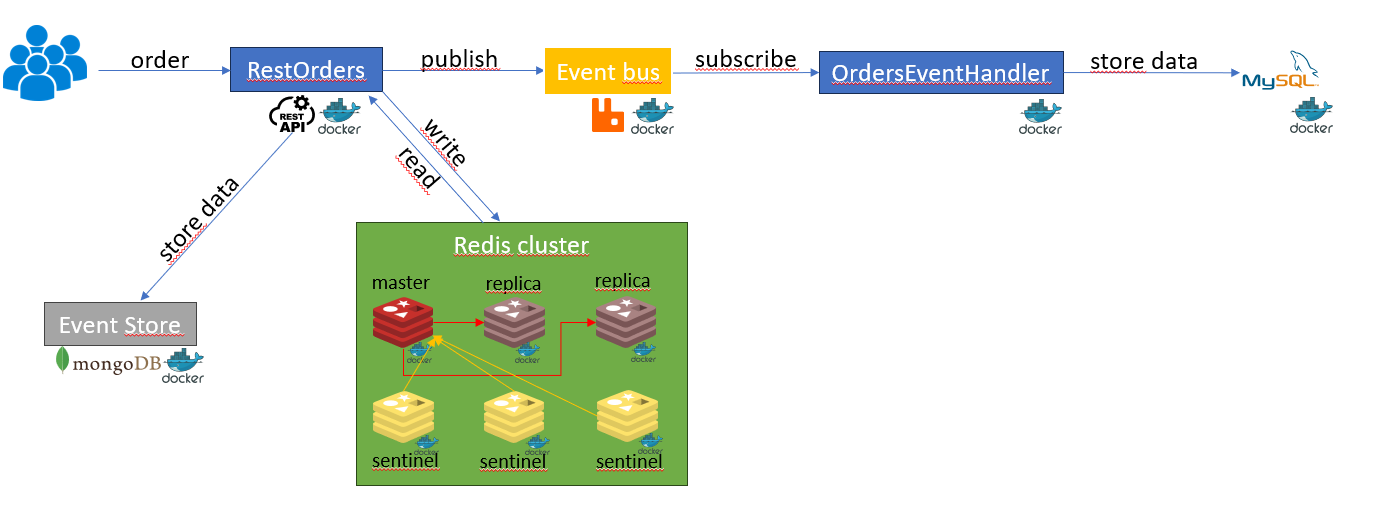 order
RestOrders
publish
Event bus
subscribe
OrdersEventHandler
store data
MySQL
REST
API
docker
docker
docker
docker
write
read
store data
Redis cluster
master
replica
replica
Event Store
mongoDB
docker
docker
docker
docker
docker
docker
docker
sentinel
sentinel
sentinel